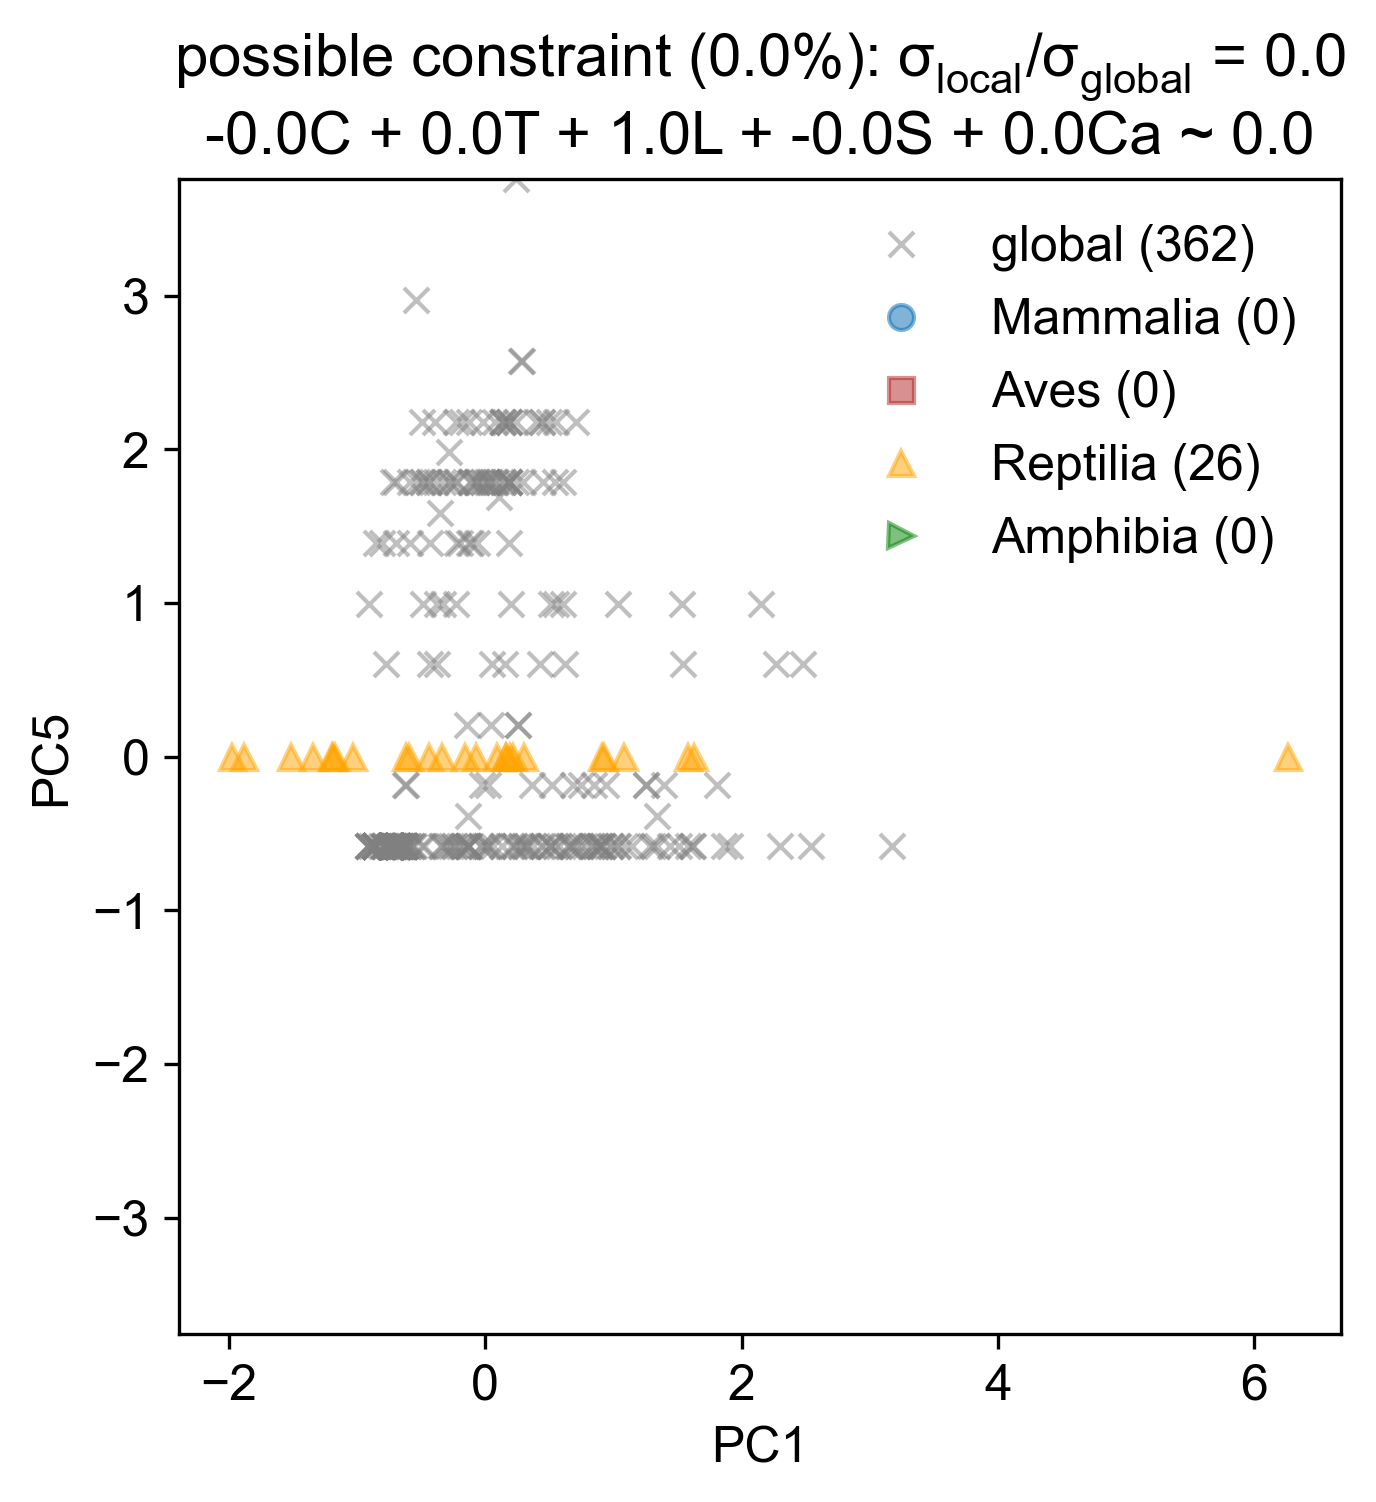 possible constraint (0.0%): σlocal/σglobal = 0.0
-0.0C + 0.0T + 1.0L + -0.0S + 0.0Ca ~ 0.0
global (362)
Mammalia (0)
Aves (0)
Reptilia (26)
Amphibia (0)
3
2
1
0
−1
−2
−3
PC5
−2 0 2 4 6
PC1